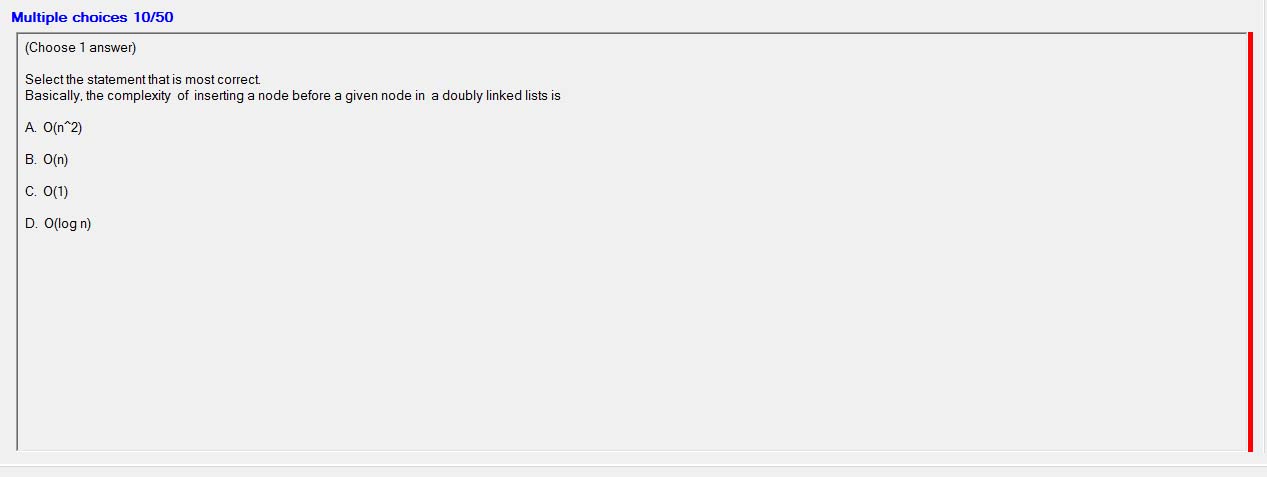 Multiple choices 10/50
(Choose 1 answer)
Select the statement that is most correct.
Basically, the complexity of inserting a node before a given node in a doubly linked lists is
A. O(n^2)
B. O(n)
C. O(1)
D. O(log n)